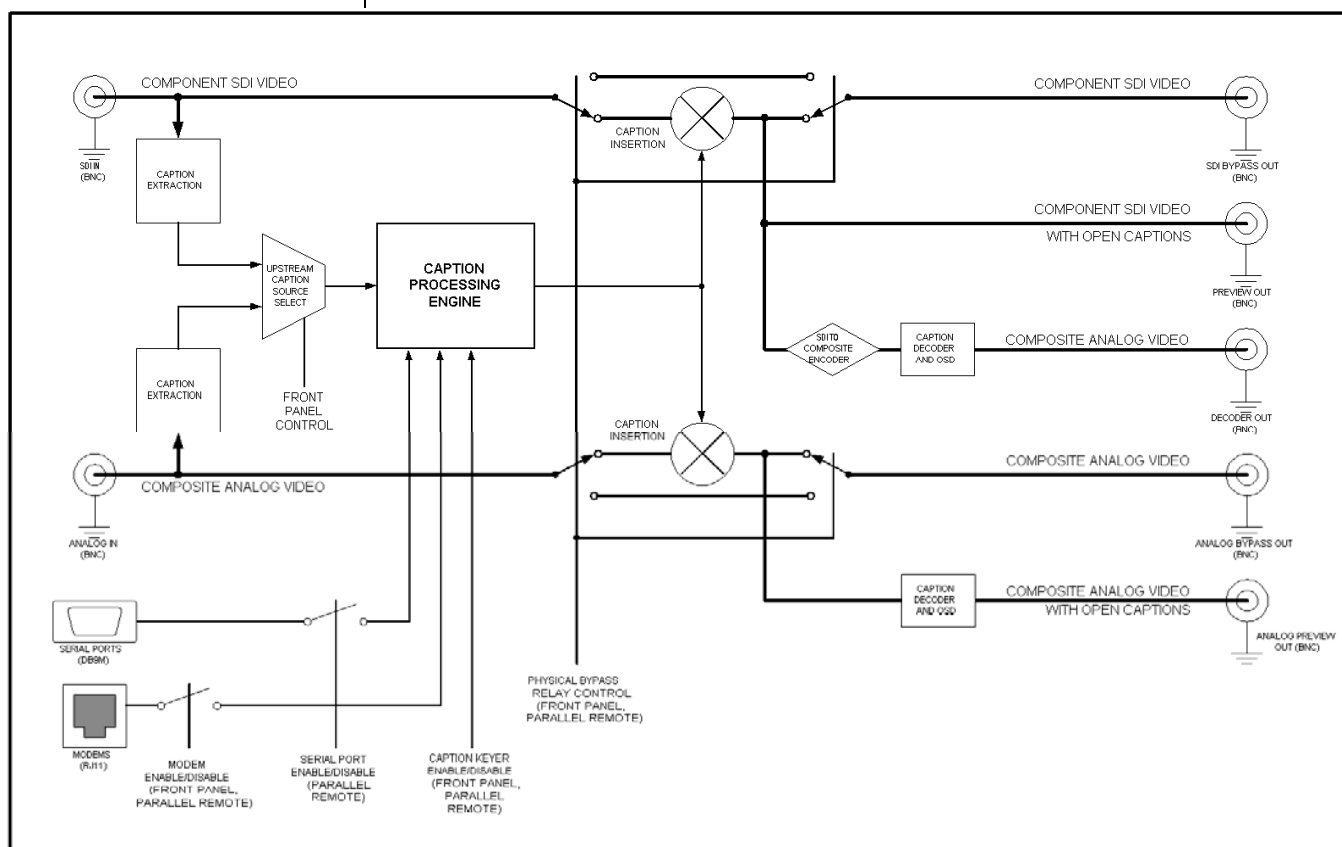 COMPONENT SDI VIDEO
SDI IN
(BNC)
CAPTION
EXTRACTION
UPSTREAM
CAPTION
SOURCE
SELECT
CAPTION
PROCESSING
ENGINE
FRONT
PANEL
CONTROL
CAPTION
EXTRACTION
COMPOSITE ANALOG VIDEO
ANALOG IN
(BNC)
SERIAL PORTS
(DB9M)
MODEMS
(RJ11)
MODEM
ENABLE/DISABLE
(FRONT PANEL,
PARALLEL REMOTE)
SERIAL PORT
ENABLE/DISABLE
(PARALLEL
REMOTE)
CAPTION KEYER
ENABLE/DISABLE
(FRONT PANEL,
PARALLEL
REMOTE)
CAPTION
INSERTION
CAPTION
INSERTION
PHYSICAL BYPASS
RELAY CONTROL
(FRONT PANEL,
PARALLEL REMOTE)
COMPONENT SDI VIDEO
SDI BYPASS OUT
(BNC)
COMPONENT SDI VIDEO
WITH OPEN CAPTIONS
PREVIEW OUT
(BNC)
SDI TO
COMPOSITE
ENCODER
CAPTION
DECODER
AND OSD
COMPOSITE ANALOG VIDEO
DECODER OUT
(BNC)
COMPOSITE ANALOG VIDEO
ANALOG BYPASS OUT
(BNC)
CAPTION
DECODER
AND OSD
COMPOSITE ANALOG VIDEO
WITH OPEN CAPTIONS
ANALOG PREVIEW
OUT (BNC)